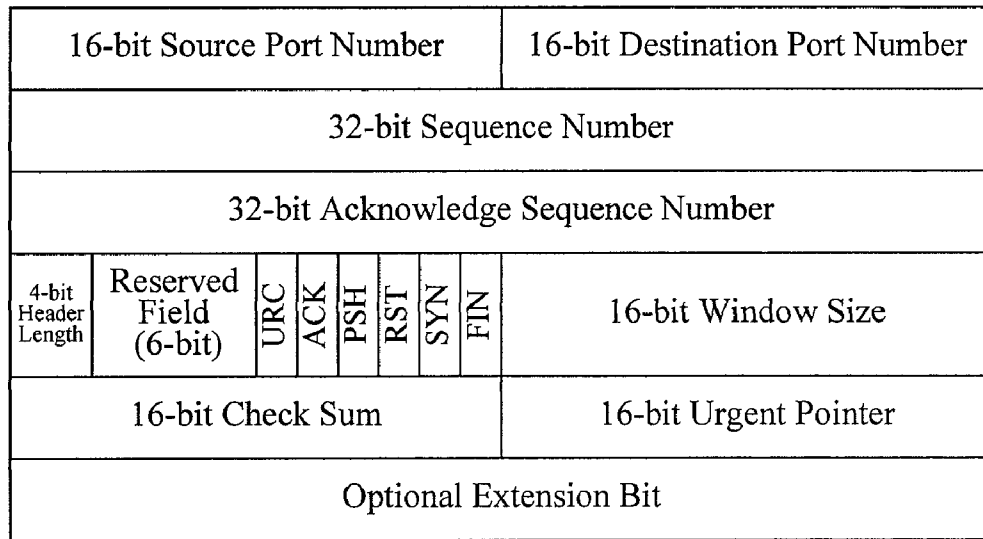 16-bit Source Port Number
16-bit Destination Port Number
32-bit Sequence Number
32-bit Acknowledge Sequence Number
4-bit
Header
Length
Reserved
Field
(6-bit)
URC
ACK
PSH
RST
SYN
FIN
16-bit Window Size
16-bit Check Sum
16-bit Urgent Pointer
Optional Extension Bit